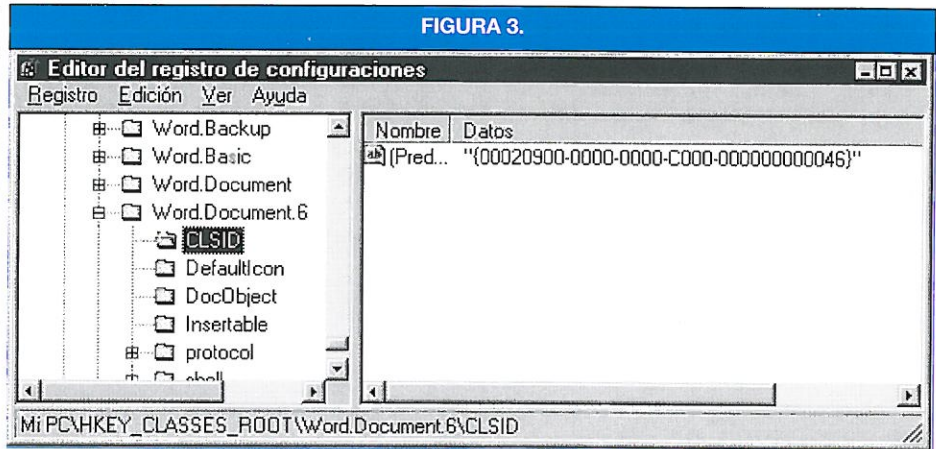 FIGURA 3.
Editor del registro de configuraciones
Registro Edición Ver Ayuda
Word.Backup
Word.Basic
Word.Document
Word.Document.6
CLSID
DefaultIcon
DocObject
Insertable
protocol
shell
Nombre Datos
(Pred... "{00020900-0000-0000-C000-000000000046}"
Mi PC\HKEY_CLASSES_ROOT\Word.Document.6\CLSID